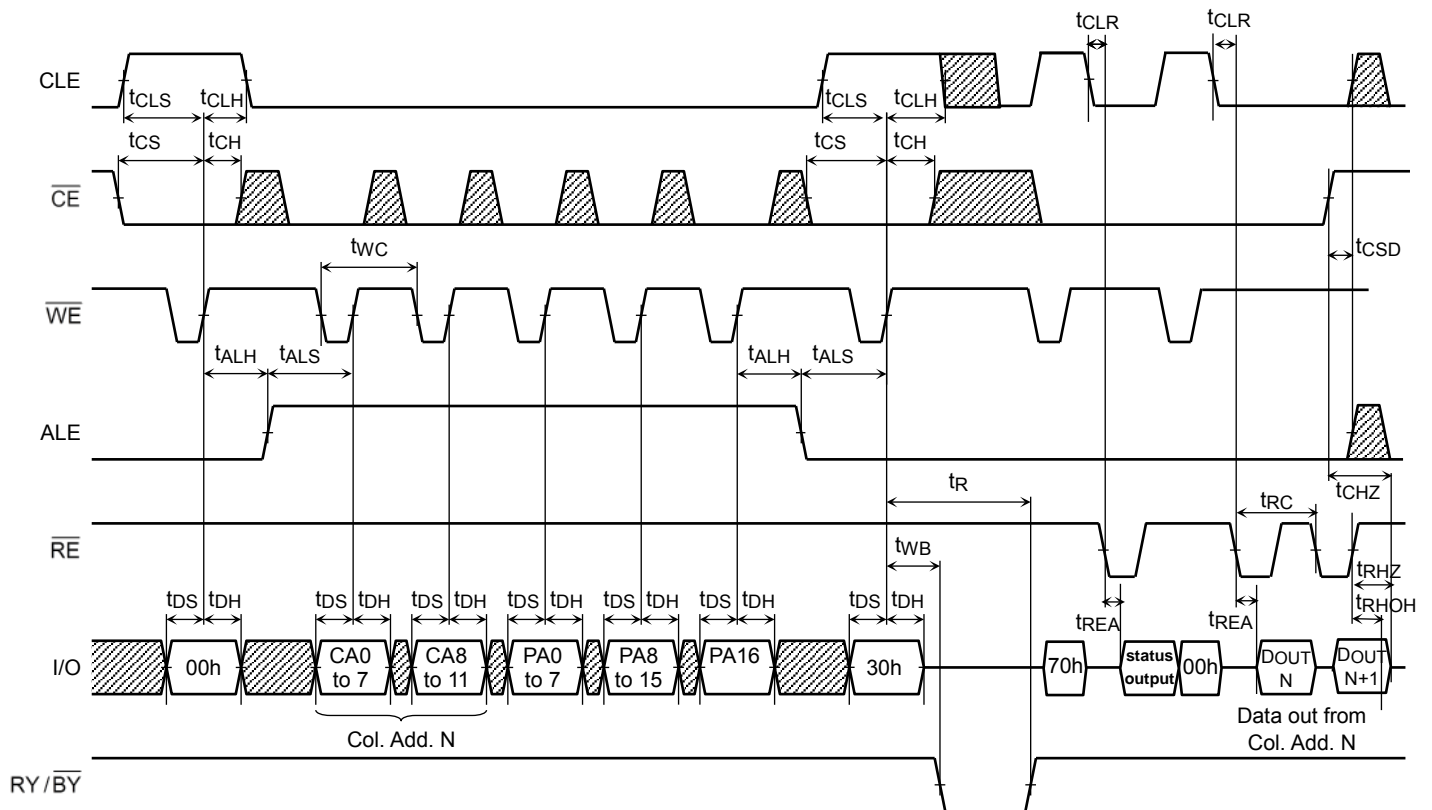 tCLR tCLR
CLE
tCLS tCLH tCLS tCLH
tCS tCH tCS tCH
CE
tWC tCSD
WE
tALH tALS tALH tALS
ALE
tR tCHZ
tRC
RE
tWB
tRHZ
tDS tDH tDS tDH tDS tDH tDS tDH tDS tDH tDS tDH tDS tDH tRHOH
tREA tREA
I/O 00h CA0 to 7 CA8 to 11 PA0 to 7 PA8 to 15 PA16 30h 70h status output 00h DOUT N DOUT N+1
Col. Add. N
Data out from
Col. Add. N
RY/BY